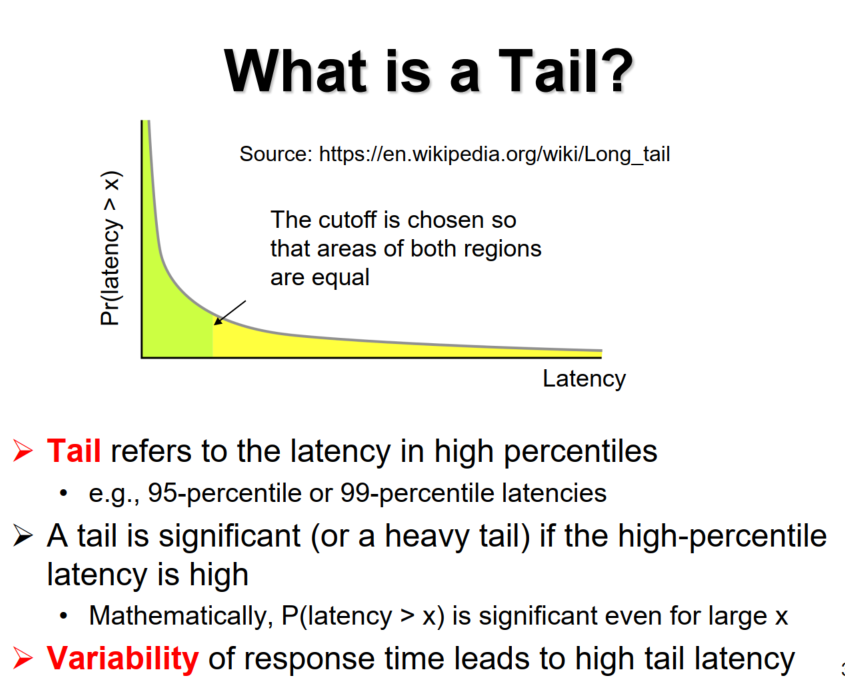 What is a Tail?
Source: https://en.wikipedia.org/wiki/Long_tail
Pr(latency > x)
The cutoff is chosen so
that areas of both regions
are equal
Latency
➢ Tail refers to the latency in high percentiles
• e.g., 95-percentile or 99-percentile latencies
➢ A tail is significant (or a heavy tail) if the high-percentile
latency is high
• Mathematically, P(latency > x) is significant even for large x
➢ Variability of response time leads to high tail latency